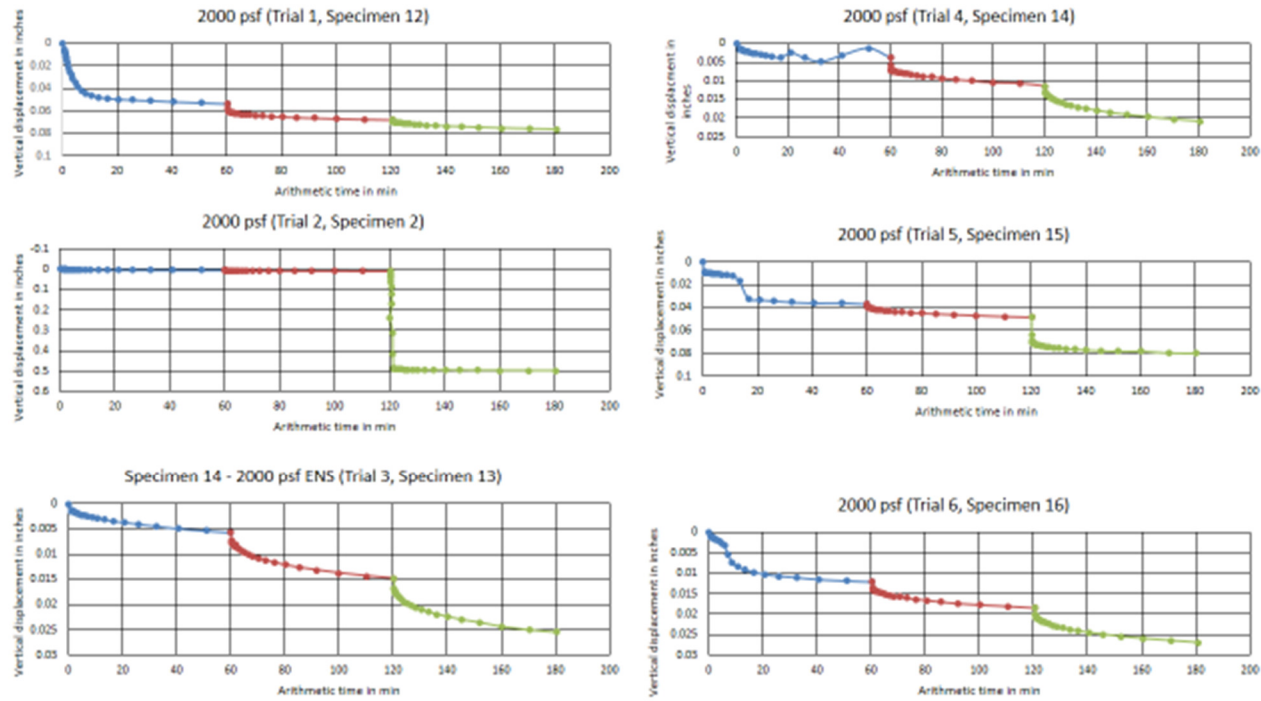 2000 psf (Trial 1, Specimen 12)
Vertical displacemnet in inches
0
0.02
0.04
0.06
0.08
0.1
0 20 40 60 80 100 120 140 160 180 200
Arithmetic time in min
2000 psf (Trial 4, Specimen 14)
Vertical displacment in
inches
0
0.005
0.01
0.015
0.02
0.025
0 20 40 60 80 100 120 140 160 180 200
Arithmetic time in min
2000 psf (Trial 2, Specimen 2)
Vertical displacement in inches
-0.1
0
0.1
0.2
0.3
0.4
0.5
0.6
0 20 40 60 80 100 120 140 160 180 200
Arithmetic time in min
2000 psf (Trial 5, Specimen 15)
Vertical displacement in inches
0
0.02
0.04
0.06
0.08
0.1
0 20 40 60 80 100 120 140 160 180 200
Arithmetic time in min
Specimen 14 - 2000 psf ENS (Trial 3, Specimen 13)
Vertical displacement in inches
0
0.005
0.01
0.015
0.02
0.025
0.03
0 20 40 60 80 100 120 140 160 180 200
Arithmetic time in min
2000 psf (Trial 6, Specimen 16)
Vertical displacement in inches
0
0.005
0.01
0.015
0.02
0.025
0.03
0 20 40 60 80 100 120 140 160 180 200
Arithmetic time in min